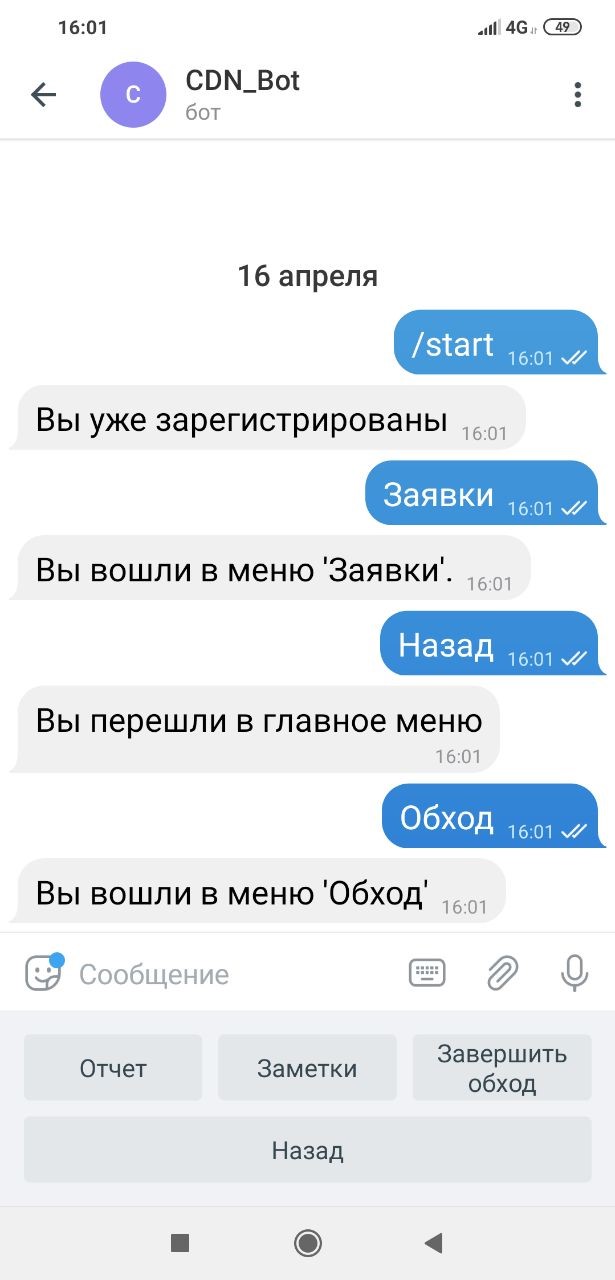 16:01 4G 49
C CDN_Bot
бот
16 апреля
/start 16:01
Вы уже зарегистрированы 16:01
Заявки 16:01
Вы вошли в меню 'Заявки'. 16:01
Назад 16:01
Вы перешли в главное меню
16:01
Обход 16:01
Вы вошли в меню 'Обход' 16:01
Сообщение
Отчет Заметки Завершить
обход
Назад